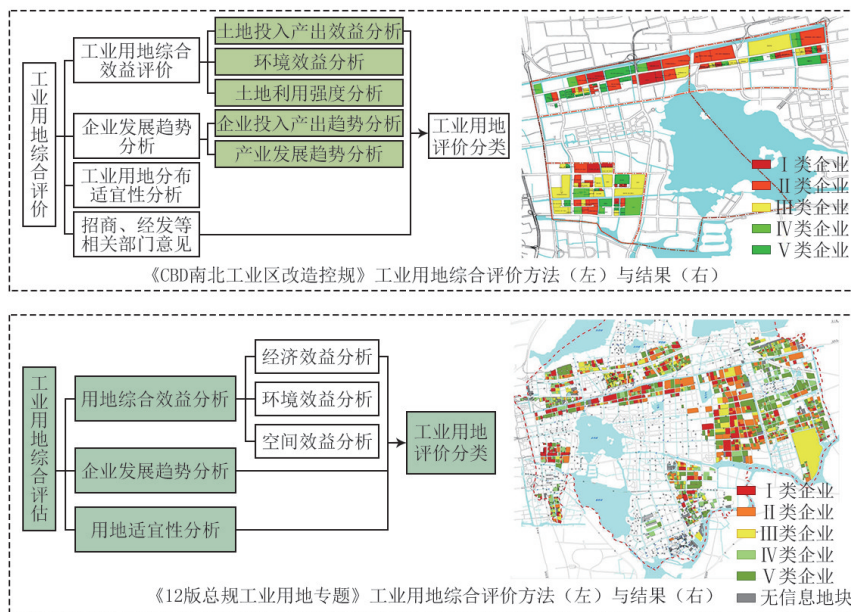 工业用地综合评价
工业用地综合
效益评价
土地投入产出效益分析
环境效益分析
土地利用强度分析
企业发展趋势
分析
企业投入产出趋势分析
产业发展趋势分析
工业用地分布
适宜性分析
招商、经发等
相关部门意见
工业用地
评价分类
Ⅰ类企业
Ⅱ类企业
Ⅲ类企业
Ⅳ类企业
Ⅴ类企业
《CBD南北工业区改造控规》工业用地综合评价方法（左）与结果（右）
工业用地综合评估
用地综合效益分析
经济效益分析
环境效益分析
空间效益分析
企业发展趋势分析
用地适宜性分析
工业用地
评价分类
Ⅰ类企业
Ⅱ类企业
Ⅲ类企业
Ⅳ类企业
Ⅴ类企业
无信息地块
《12版总规工业用地专题》工业用地综合评价方法（左）与结果（右）